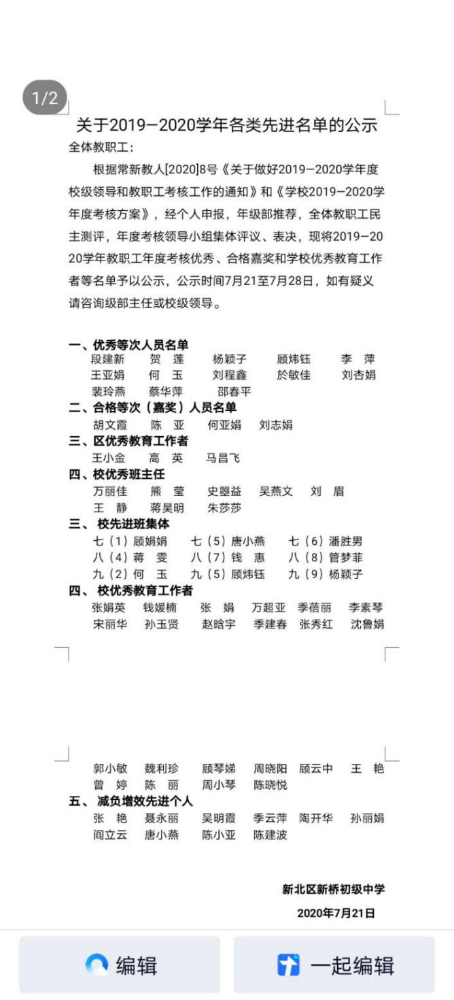 1/2
关于2019—2020学年各类先进名单的公示
全体教职工：
根据常新教人[2020]8号《关于做好2019—2020学年度
校级领导和教职工考核工作的通知》和《学校2019—2020学
年度考核方案》，经个人申报，年级部推荐，全体教职工民
主测评，年度考核领导小组集体评议、表决，现将2019—20
20学年教职工年度考核优秀、合格嘉奖和学校优秀教育工作
者等名单予以公示，公示时间7月21至7月28日，如有疑义
请咨询级部主任或校级领导。
一、优秀等次人员名单
段建新 贺 莲 杨颖子 顾炜钰 李 萍
王亚娟 何 玉 刘程鑫 於敏佳 刘杏娟
裴玲燕 蔡华萍 邵春平
二、合格等次（嘉奖）人员名单
胡文霞 陈 亚 何亚娟 刘志娟
三、区优秀教育工作者
王小金 高 英 马昌飞
四、校优秀班主任
万丽佳 熊 莹 史曌益 吴燕文 刘 眉
王 静 蒋昊明 朱莎莎
三、 校先进班集体
七（1）顾娟娟 七（5）唐小燕 七（6）潘胜男
八（4）蒋 雯 八（7）钱 惠 八（8）管梦菲
九（2）何 玉 九（5）顾炜钰 九（9）杨颖子
四、 校优秀教育工作者
张娟英 钱媛楠 张 娟 万超亚 季蓓丽 李素琴
宋丽华 孙玉贤 赵晗宇 季建春 张秀红 沈鲁娟
郭小敏 魏利珍 顾琴娣 周晓阳 顾云中 王 艳
曾 婷 陈 丽 周小琴 陈晓悦
五、 减负增效先进个人
张 艳 聂永丽 吴明霞 季云萍 陶开华 孙丽娟
阎立云 唐小燕 陈小亚 陈建波
新北区新桥初级中学
2020年7月21日
编辑 一起编辑